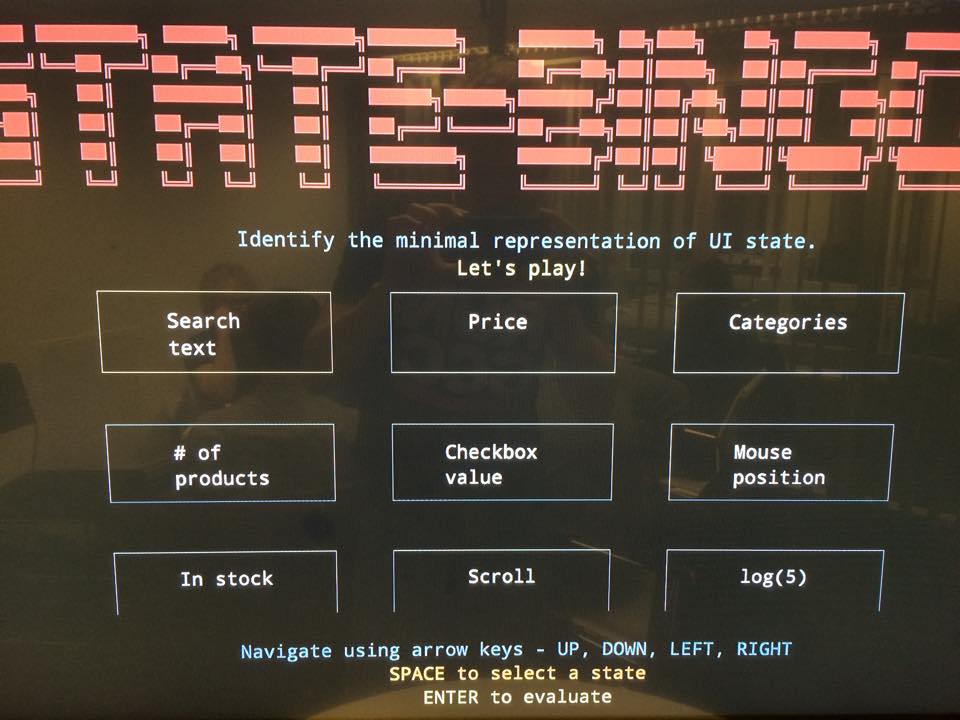 STATE-BINGO
Identify the minimal representation of UI state.
Let's play!
Search
text
Price
Categories
# of
products
Checkbox
value
Mouse
position
In stock
Scroll
log(5)
Navigate using arrow keys - UP, DOWN, LEFT, RIGHT
SPACE to select a state
ENTER to evaluate